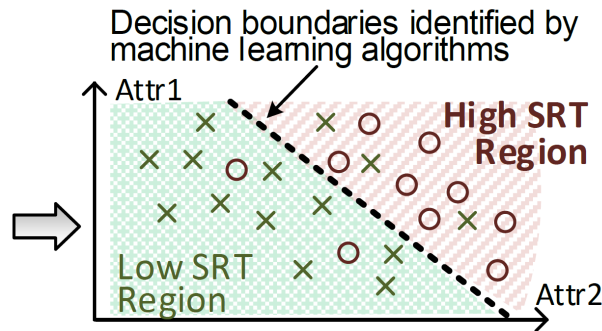 Decision boundaries identified by
machine learning algorithms
Attr1
High SRT
Region
Low SRT
Region
Attr2